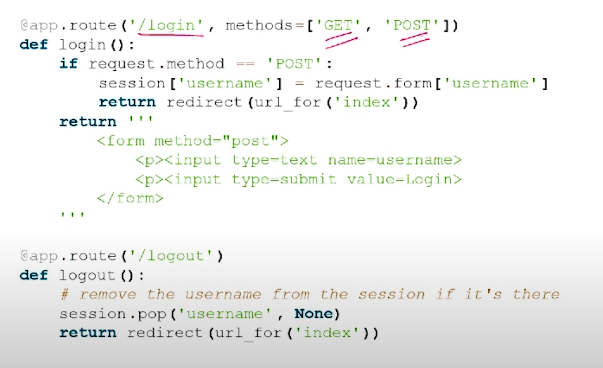 @app.route('/login', methods=['GET', 'POST'])
def login():
    if request.method == 'POST':
        session['username'] = request.form['username']
        return redirect(url_for('index'))
    return '''
        <form method="post">
            <p><input type=text name=username>
            <p><input type=submit value=Login>
        </form>
    '''
@app.route('/logout')
def logout():
    # remove the username from the session if it's there
    session.pop('username', None)
    return redirect(url_for('index'))